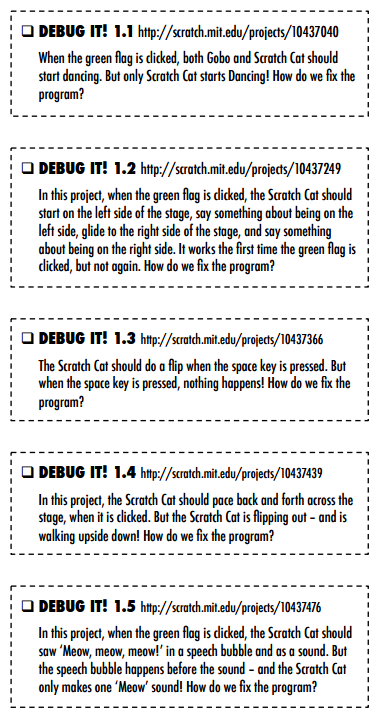 ❑ DEBUG IT! 1.1 http://scratch.mit.edu/projects/10437040
When the green flag is clicked, both Gobo and Scratch Cat should
start dancing. But only Scratch Cat starts Dancing! How do we fix the
program?
❑ DEBUG IT! 1.2 http://scratch.mit.edu/projects/10437249
In this project, when the green flag is clicked, the Scratch Cat should
start on the left side of the stage, say something about being on the
left side, glide to the right side of the stage, and say something
about being on the right side. It works the first time the green flag is
clicked, but not again. How do we fix the program?
❑ DEBUG IT! 1.3 http://scratch.mit.edu/projects/10437366
The Scratch Cat should do a flip when the space key is pressed. But
when the space key is pressed, nothing happens! How do we fix the
program?
❑ DEBUG IT! 1.4 http://scratch.mit.edu/projects/10437439
In this project, the Scratch Cat should pace back and forth across the
stage, when it is clicked. But the Scratch Cat is flipping out – and is
walking upside down! How do we fix the program?
❑ DEBUG IT! 1.5 http://scratch.mit.edu/projects/10437476
In this project, when the green flag is clicked, the Scratch Cat should
saw ‘Meow, meow, meow!’ in a speech bubble and as a sound. But
the speech bubble happens before the sound – and the Scratch Cat
only makes one ‘Meow’ sound! How do we fix the program?